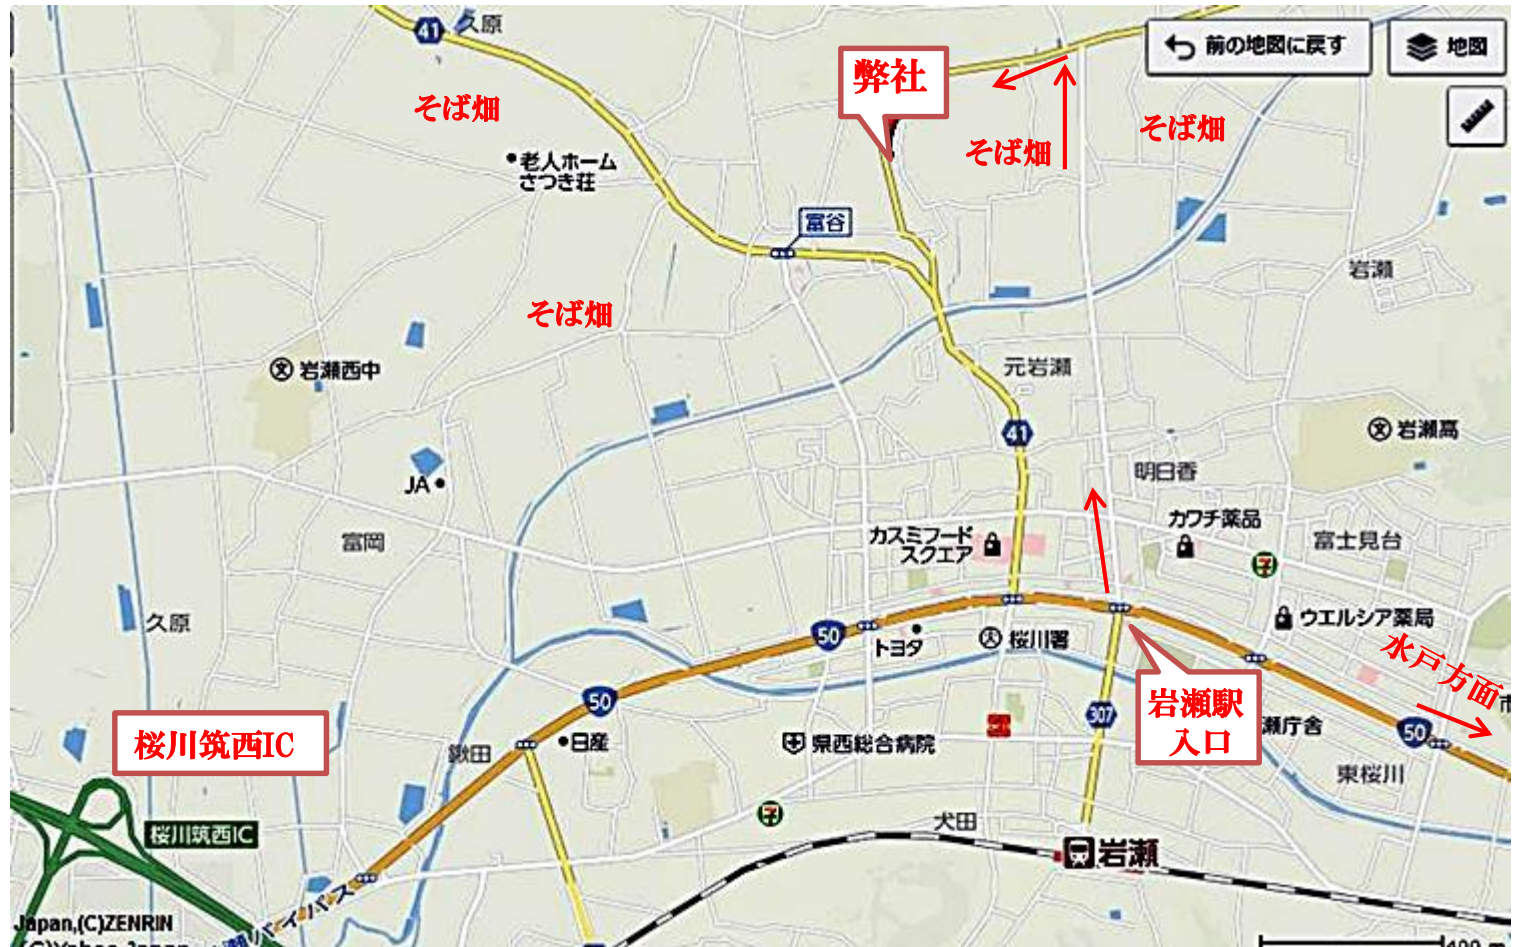 41
久原
前の地図に戻す
地図
弊社
そば畑
そば畑
そば畑
老人ホーム
さつき荘
富谷
岩瀬
そば畑
岩瀬西中
元岩瀬
41
岩瀬高
明日香
JA
カワチ薬品
富岡
カスミフード
スクエア
富士見台
久原
ウエルシア薬局
50
トヨタ
桜川署
水戸方面
50
岩瀬駅
入口
307
瀬庁舎
50
市
桜川筑西IC
鍬田
日産
県西総合病院
東桜川
桜川筑西IC
犬田
岩瀬
瀬バイパス
Japan,(C)ZENRIN